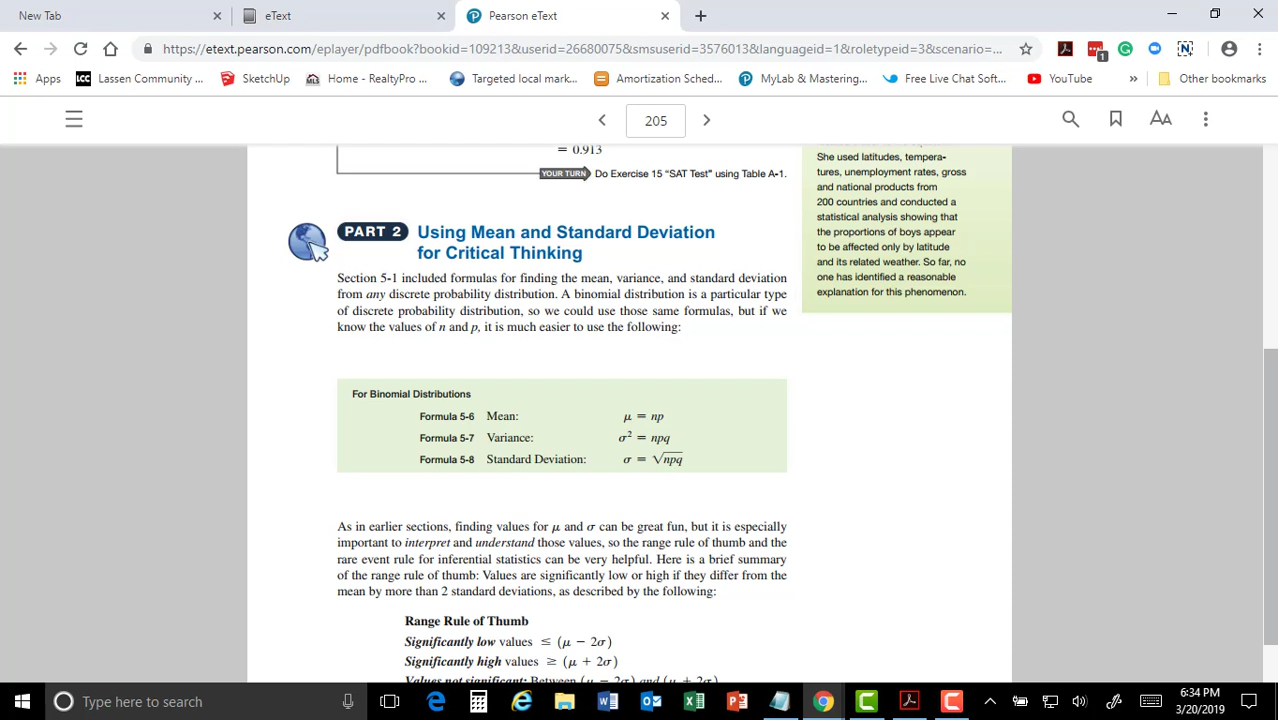 New Tab
eText
Pearson eText
https://etext.pearson.com/eplayer/pdfbook?bookid=109213&userid=26680075&smsuserid=3576013&languageid=1&roletypeid=3&scenario=...
1
Apps
Lassen Community ...
SketchUp
Home - RealtyPro ...
Targeted local mark...
Amortization Sched...
MyLab & Mastering...
Free Live Chat Soft...
YouTube
»
Other bookmarks
205
= 0.913
YOUR TURN Do Exercise 15 "SAT Test" using Table A-1.
She used latitudes, tempera-
tures, unemployment rates, gross
and national products from
200 countries and conducted a
statistical analysis showing that
the proportions of boys appear
to be affected only by latitude
and its related weather. So far, no
one has identified a reasonable
explanation for this phenomenon.
PART 2 Using Mean and Standard Deviation
for Critical Thinking
Section 5-1 included formulas for finding the mean, variance, and standard deviation
from any discrete probability distribution. A binomial distribution is a particular type
of discrete probability distribution, so we could use those same formulas, but if we
know the values of n and p, it is much easier to use the following:
For Binomial Distributions
Formula 5-6 Mean: μ = np
Formula 5-7 Variance: σ² = npq
Formula 5-8 Standard Deviation: σ = √npq
As in earlier sections, finding values for μ and σ can be great fun, but it is especially
important to interpret and understand those values, so the range rule of thumb and the
rare event rule for inferential statistics can be very helpful. Here is a brief summary
of the range rule of thumb: Values are significantly low or high if they differ from the
mean by more than 2 standard deviations, as described by the following:
Range Rule of Thumb
Significantly low values ≤ (μ − 2σ)
Significantly high values ≥ (μ + 2σ)
Values not significant: Between (μ − 2σ) and (μ + 2σ)
Type here to search
6:34 PM
3/20/2019